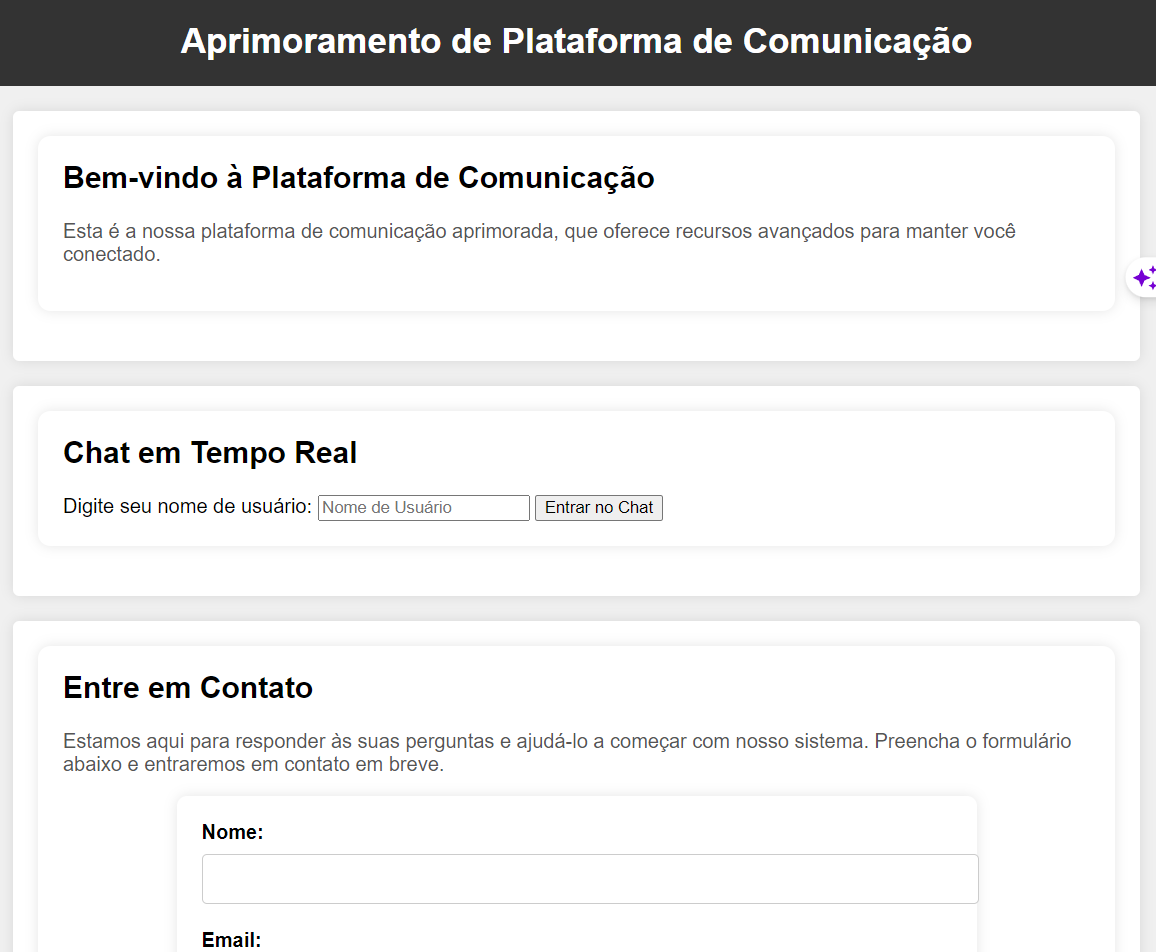 Aprimoramento de Plataforma de Comunicação
Bem-vindo à Plataforma de Comunicação
Esta é a nossa plataforma de comunicação aprimorada, que oferece recursos avançados para manter você
conectado.
Chat em Tempo Real
Digite seu nome de usuário: Nome de Usuário Entrar no Chat
Entre em Contato
Estamos aqui para responder às suas perguntas e ajudá-lo a começar com nosso sistema. Preencha o formulário
abaixo e entraremos em contato em breve.
Nome:
Email: